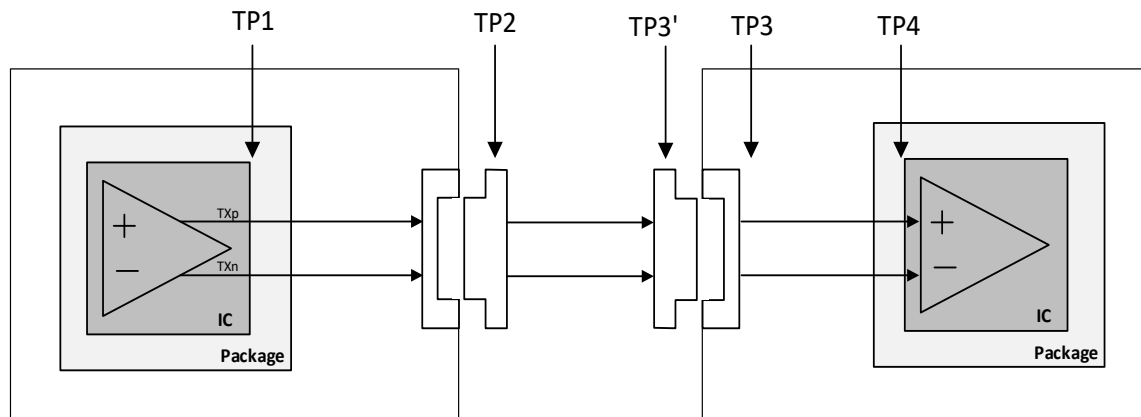 TP1 TP2 TP3' TP3 TP4
+ TXp +
− TXn −
IC IC
Package Package